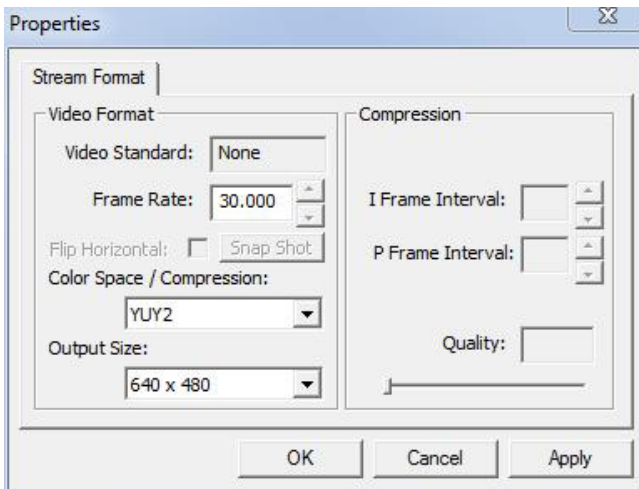 Properties
Stream Format
Video Format
Video Standard: None
Frame Rate: 30.000
Flip Horizontal: Snap Shot
Color Space / Compression:
YUY2
Output Size:
640 x 480
Compression
I Frame Interval:
P Frame Interval:
Quality:
OK Cancel Apply